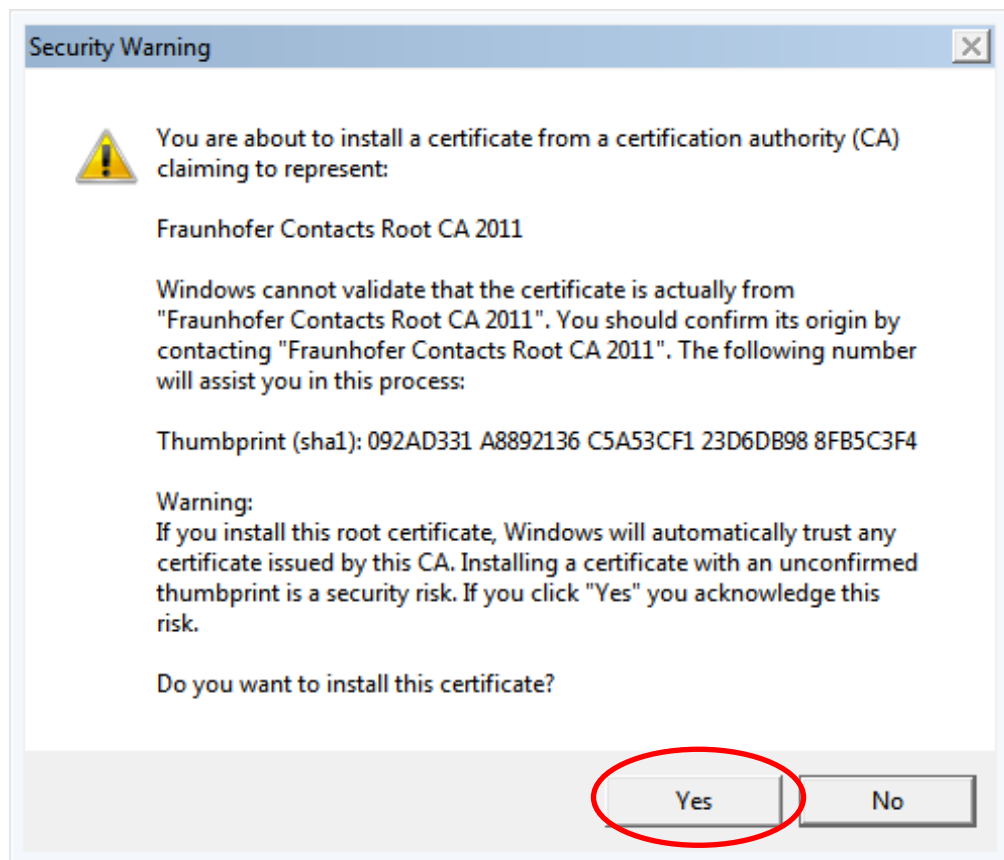 Security Warning
You are about to install a certificate from a certification authority (CA)
claiming to represent:
Fraunhofer Contacts Root CA 2011
Windows cannot validate that the certificate is actually from
"Fraunhofer Contacts Root CA 2011". You should confirm its origin by
contacting "Fraunhofer Contacts Root CA 2011". The following number
will assist you in this process:
Thumbprint (sha1): 092AD331 A8892136 C5A53CF1 23D6DB98 8FB5C3F4
Warning:
If you install this root certificate, Windows will automatically trust any
certificate issued by this CA. Installing a certificate with an unconfirmed
thumbprint is a security risk. If you click "Yes" you acknowledge this
risk.
Do you want to install this certificate?
Yes No